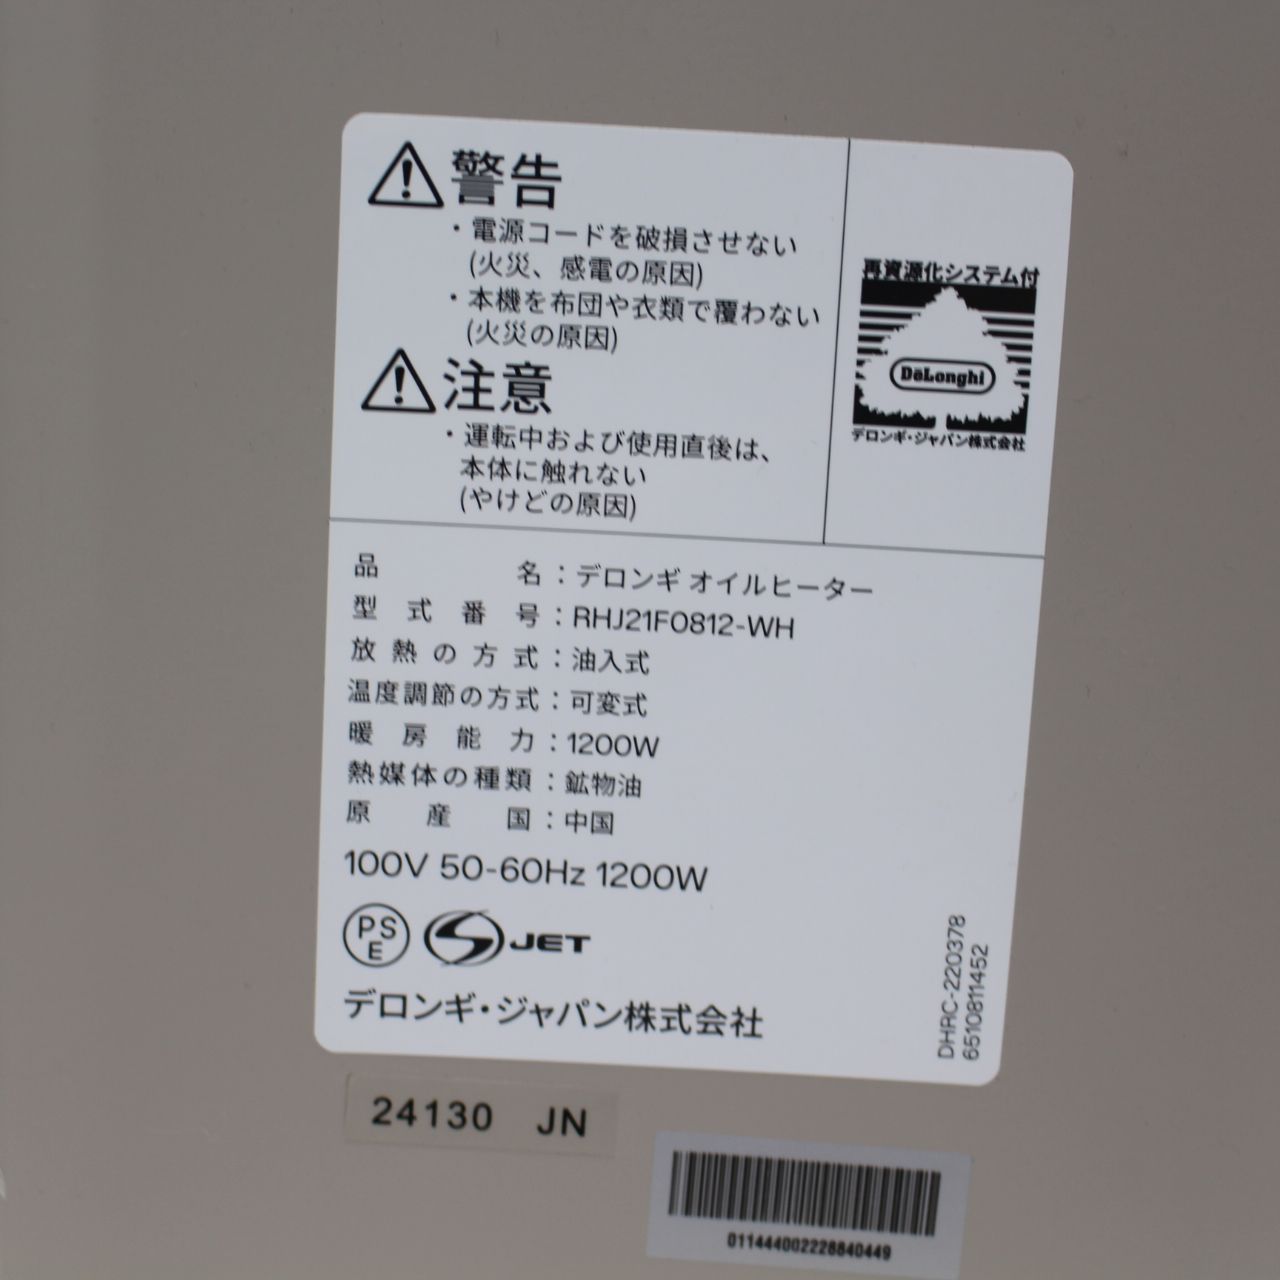 警告
・電源コードを破損させない
(火災、感電の原因)
・本機を布団や衣類で覆わない
(火災の原因)
注意
・運転中および使用直後は、
本体に触れない
(やけどの原因)
再資源化システム付
DeLonghi
デロンギ・ジャパン株式会社
品名：デロンギ オイルヒーター
型式番号：RHJ21F0812-WH
放熱の方式：油入式
温度調節の方式：可変式
暖房能力：1200W
熱媒体の種類：鉱物油
原産国：中国
100V 50-60Hz 1200W
PS
E
JET
デロンギ・ジャパン株式会社
DHRC-220378
6510811452
24130 JN
0114440022288​40449